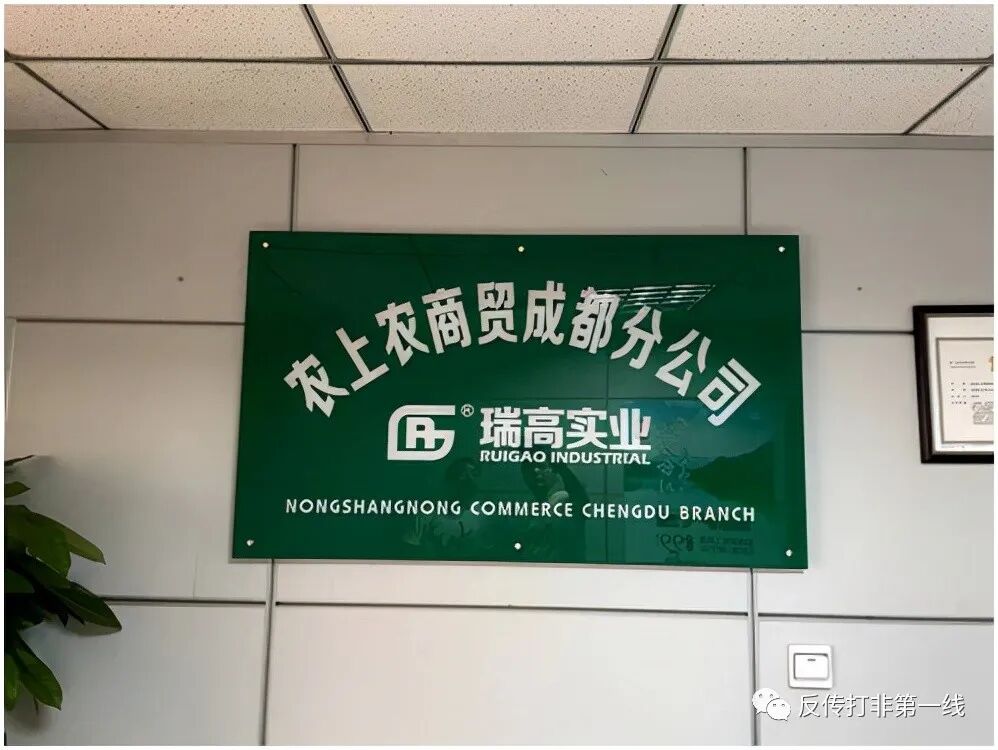 农上农商贸成都分公司
® 瑞高实业
RUIGAO INDUSTRIAL
NONGSHANGNONG COMMERCE CHENGDU BRANCH
反传打非第一线